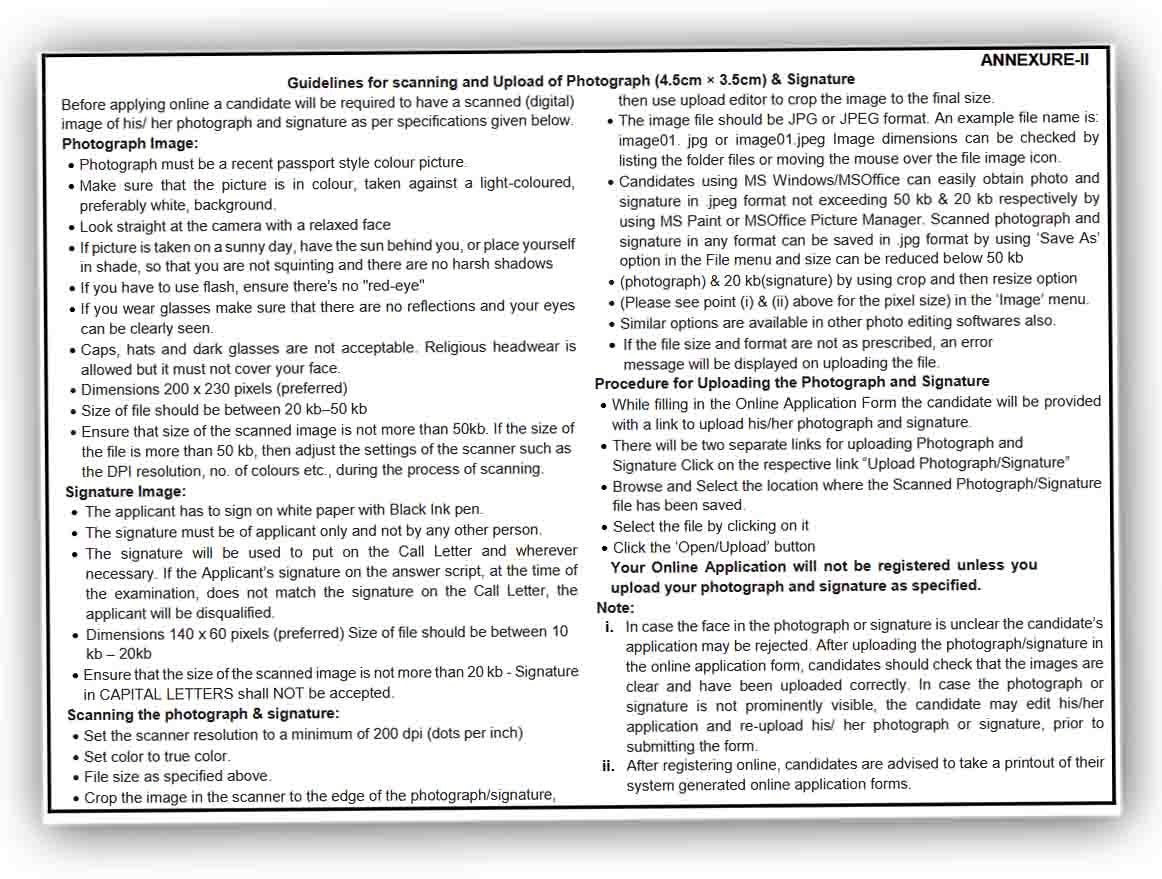 ANNEXURE-II
Guidelines for scanning and Upload of Photograph (4.5cm × 3.5cm) & Signature
Before applying online a candidate will be required to have a scanned (digital)
image of his/ her photograph and signature as per specifications given below.
Photograph Image:
• Photograph must be a recent passport style colour picture.
• Make sure that the picture is in colour, taken against a light-coloured,
preferably white, background.
• Look straight at the camera with a relaxed face
• If picture is taken on a sunny day, have the sun behind you, or place yourself
in shade, so that you are not squinting and there are no harsh shadows
• If you have to use flash, ensure there's no "red-eye"
• If you wear glasses make sure that there are no reflections and your eyes
can be clearly seen.
• Caps, hats and dark glasses are not acceptable. Religious headwear is
allowed but it must not cover your face.
• Dimensions 200 x 230 pixels (preferred)
• Size of file should be between 20 kb–50 kb
• Ensure that size of the scanned image is not more than 50kb. If the size of
the file is more than 50 kb, then adjust the settings of the scanner such as
the DPI resolution, no. of colours etc., during the process of scanning.
Signature Image:
• The applicant has to sign on white paper with Black Ink pen.
• The signature must be of applicant only and not by any other person.
• The signature will be used to put on the Call Letter and wherever
necessary. If the Applicant's signature on the answer script, at the time of
the examination, does not match the signature on the Call Letter, the
applicant will be disqualified.
• Dimensions 140 x 60 pixels (preferred) Size of file should be between 10
kb – 20kb
• Ensure that the size of the scanned image is not more than 20 kb - Signature
in CAPITAL LETTERS shall NOT be accepted.
Scanning the photograph & signature:
• Set the scanner resolution to a minimum of 200 dpi (dots per inch)
• Set color to true color.
• File size as specified above.
• Crop the image in the scanner to the edge of the photograph/signature,
then use upload editor to crop the image to the final size.
• The image file should be JPG or JPEG format. An example file name is:
image01. jpg or image01.jpeg Image dimensions can be checked by
listing the folder files or moving the mouse over the file image icon.
• Candidates using MS Windows/MSOffice can easily obtain photo and
signature in .jpeg format not exceeding 50 kb & 20 kb respectively by
using MS Paint or MSOffice Picture Manager. Scanned photograph and
signature in any format can be saved in .jpg format by using 'Save As'
option in the File menu and size can be reduced below 50 kb
• (photograph) & 20 kb(signature) by using crop and then resize option
• (Please see point (i) & (ii) above for the pixel size) in the 'Image' menu.
• Similar options are available in other photo editing softwares also.
• If the file size and format are not as prescribed, an error
message will be displayed on uploading the file.
Procedure for Uploading the Photograph and Signature
• While filling in the Online Application Form the candidate will be provided
with a link to upload his/her photograph and signature.
• There will be two separate links for uploading Photograph and
Signature Click on the respective link "Upload Photograph/Signature"
• Browse and Select the location where the Scanned Photograph/Signature
file has been saved.
• Select the file by clicking on it
• Click the 'Open/Upload' button
Your Online Application will not be registered unless you
upload your photograph and signature as specified.
Note:
i. In case the face in the photograph or signature is unclear the candidate's
application may be rejected. After uploading the photograph/signature in
the online application form, candidates should check that the images are
clear and have been uploaded correctly. In case the photograph or
signature is not prominently visible, the candidate may edit his/her
application and re-upload his/ her photograph or signature, prior to
submitting the form.
ii. After registering online, candidates are advised to take a printout of their
system generated online application forms.